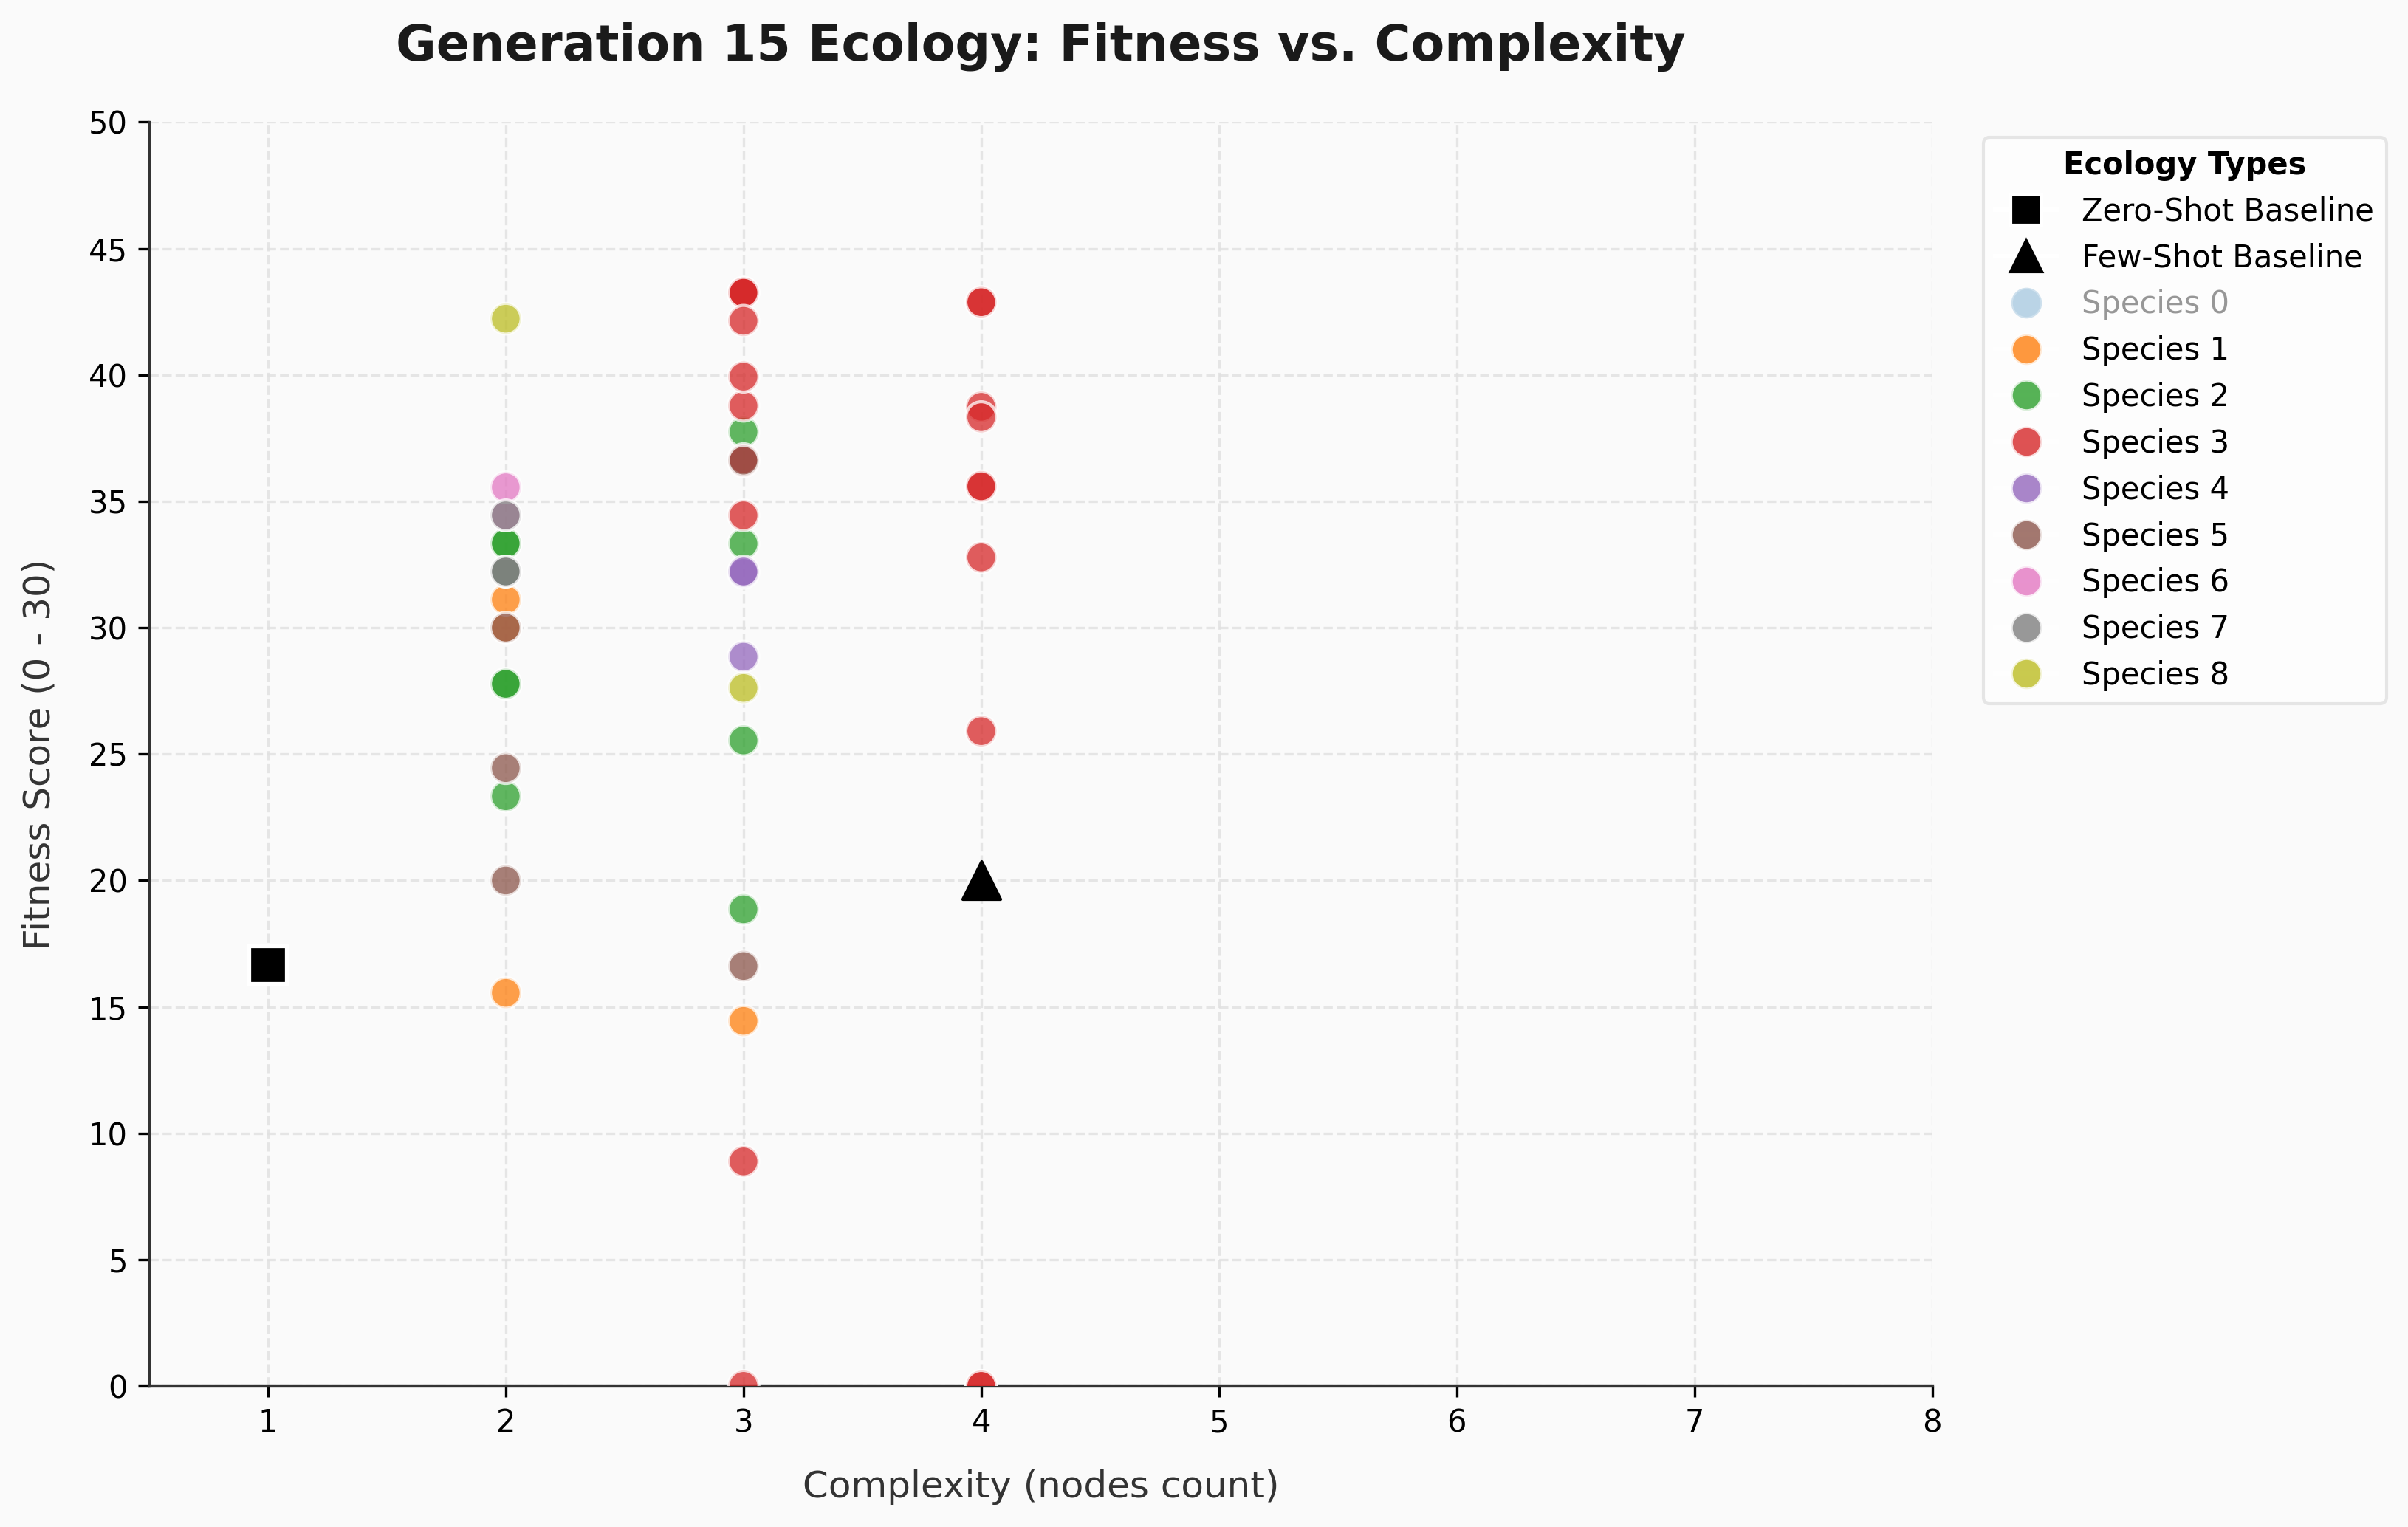 Generation 15 Ecology: Fitness vs. Complexity
50
45
40
35
30
25
20
15
10
5
0
Fitness Score (0 - 30)
1 2 3 4 5 6 7 8
Complexity (nodes count)
Ecology Types
Zero-Shot Baseline
Few-Shot Baseline
Species 0
Species 1
Species 2
Species 3
Species 4
Species 5
Species 6
Species 7
Species 8